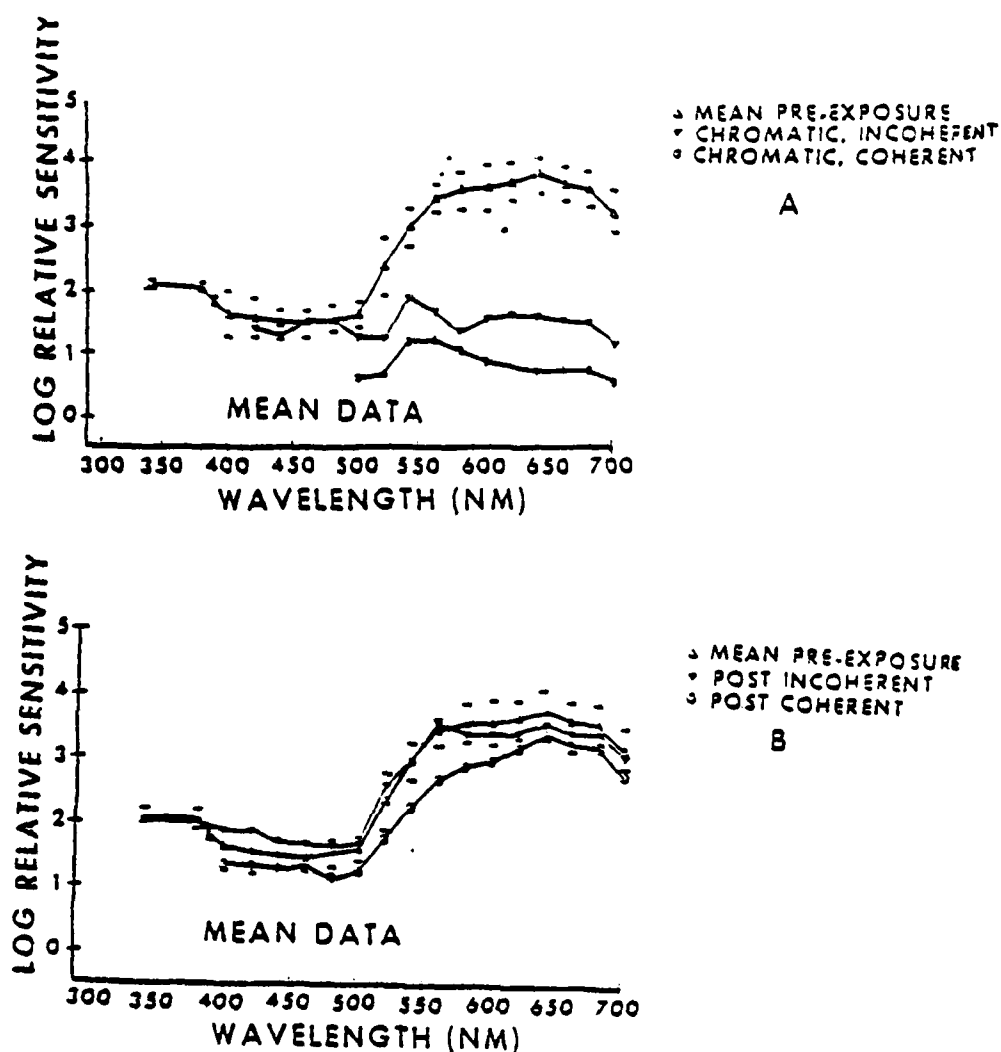 LOG RELATIVE SENSITIVITY
5
4
3
2
1
0
MEAN PRE-EXPOSURE
CHROMATIC, INCOHEFENT
CHROMATIC, COHERENT
A
MEAN DATA
300 350 400 450 500 550 600 650 700
WAVELENGTH (NM)
LOG RELATIVE SENSITIVITY
5
4
3
2
1
0
MEAN PRE-EXPOSURE
POST INCOHERENT
POST COHERENT
B
MEAN DATA
300 350 400 450 500 550 600 650 700
WAVELENGTH (NM)